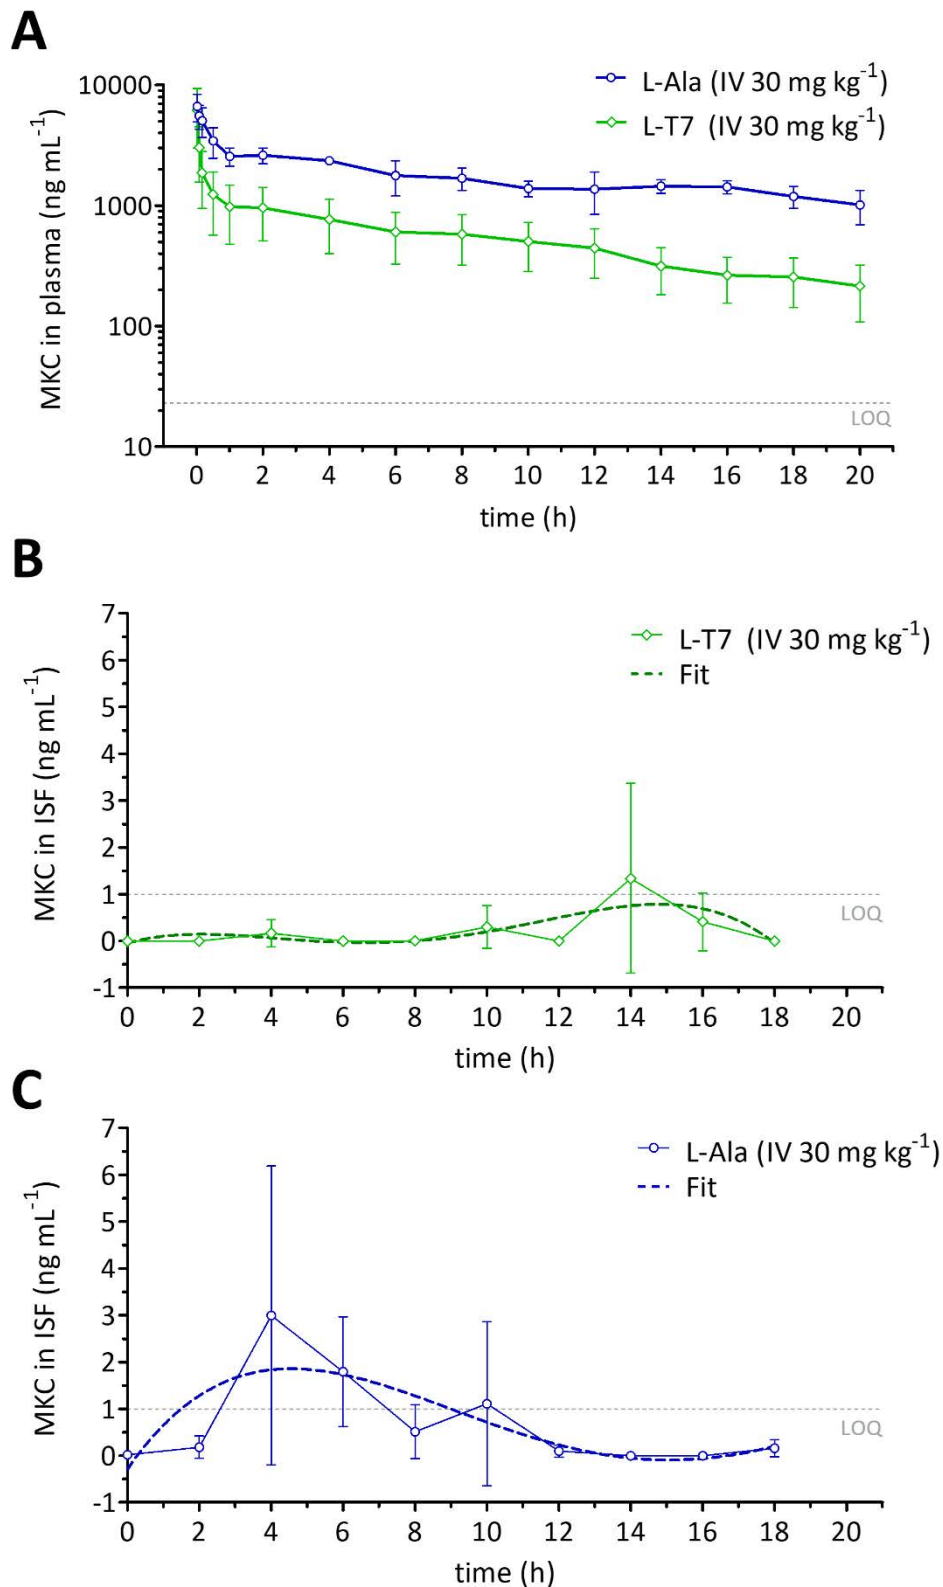 A
MKC in plasma (ng mL⁻¹)
10000
1000
100
10
L-Ala (IV 30 mg kg⁻¹)
L-T7 (IV 30 mg kg⁻¹)
LOQ
0 2 4 6 8 10 12 14 16 18 20
time (h)
B
MKC in ISF (ng mL⁻¹)
7
6
5
4
3
2
1
0
-1
L-T7 (IV 30 mg kg⁻¹)
Fit
LOQ
0 2 4 6 8 10 12 14 16 18 20
time (h)
C
MKC in ISF (ng mL⁻¹)
7
6
5
4
3
2
1
0
-1
L-Ala (IV 30 mg kg⁻¹)
Fit
LOQ
0 2 4 6 8 10 12 14 16 18 20
time (h)